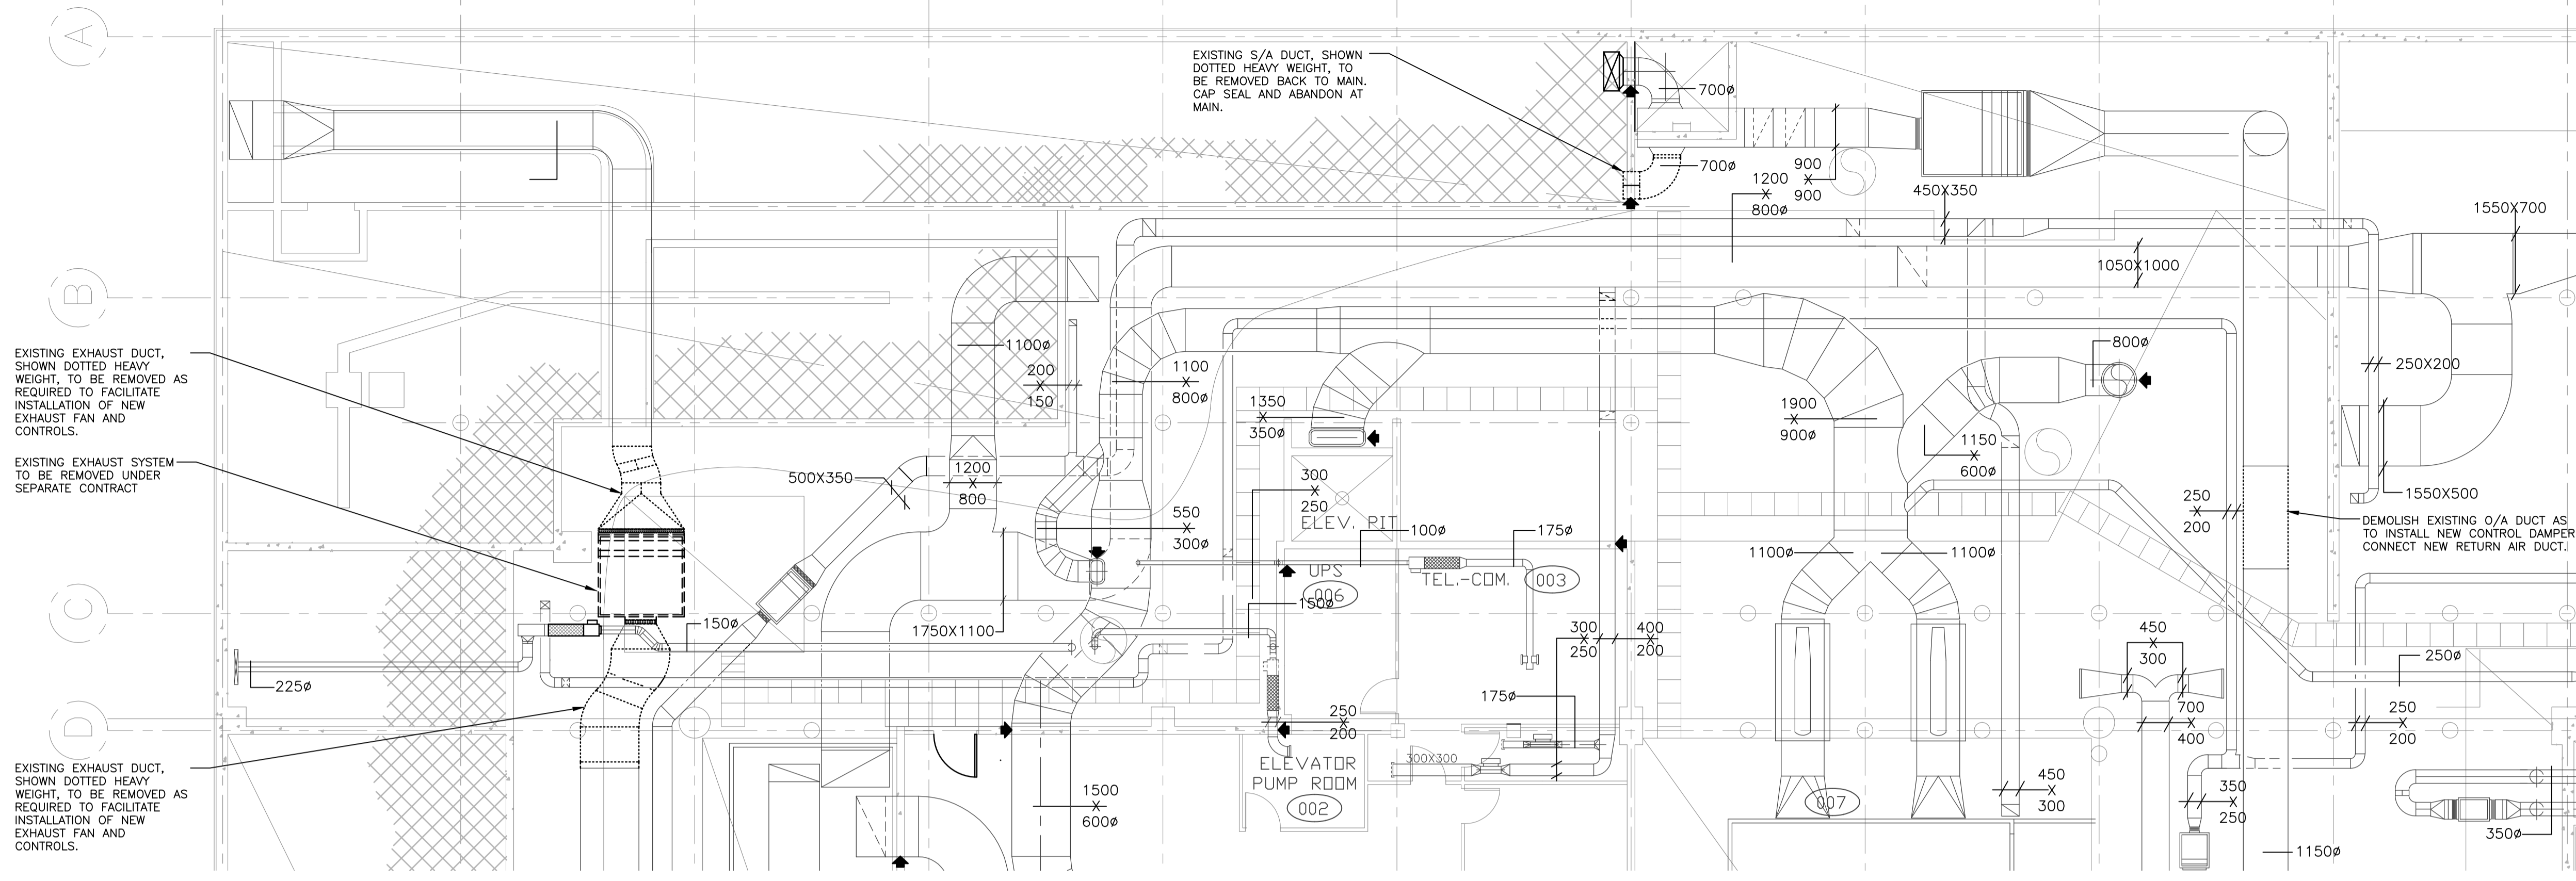 A
B
C
D
EXISTING S/A DUCT, SHOWN
DOTTED HEAVY WEIGHT, TO
BE REMOVED BACK TO MAIN.
CAP SEAL AND ABANDON AT
MAIN.
700ø
700ø
900
X
900
1200
X
800ø
450X350
1550X700
1050X1000
EXISTING EXHAUST DUCT,
SHOWN DOTTED HEAVY
WEIGHT, TO BE REMOVED AS
REQUIRED TO FACILITATE
INSTALLATION OF NEW
EXHAUST FAN AND
CONTROLS.
1100ø
200
X
150
1100
X
800ø
800ø
250X200
1350
X
350ø
1900
X
900ø
1150
X
600ø
EXISTING EXHAUST SYSTEM
TO BE REMOVED UNDER
SEPARATE CONTRACT
500X350
1200
X
800
300
X
250
550
X
300ø
ELEV. PIT
100ø
175ø
1550X500
250
X
200
DEMOLISH EXISTING O/A DUCT AS
TO INSTALL NEW CONTROL DAMPER
CONNECT NEW RETURN AIR DUCT.
1100ø
1100ø
UPS
006
TEL.-COM.
003
150ø
150ø
1750X1100
300
X
250
400
X
200
450
X
300
250ø
225ø
175ø
250
X
200
700
X
400
250
X
200
EXISTING EXHAUST DUCT,
SHOWN DOTTED HEAVY
WEIGHT, TO BE REMOVED AS
REQUIRED TO FACILITATE
INSTALLATION OF NEW
EXHAUST FAN AND
CONTROLS.
ELEVATOR
PUMP ROOM
002
300X300
1500
X
600ø
007
450
X
300
350
X
250
350ø
1150ø